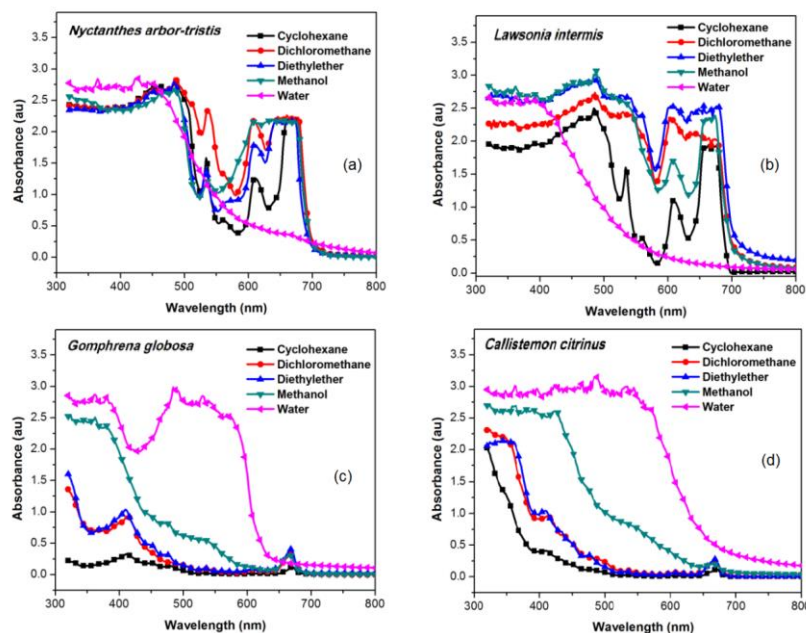 Nyctanthes arbor-tristis
Cyclohexane
Dichloromethane
Diethylether
Methanol
Water
(a)
Absorbance (au)
3.5
3.0
2.5
2.0
1.5
1.0
0.5
0.0
300 400 500 600 700 800
Wavelength (nm)
Lawsonia intermis
Cyclohexane
Dichloromethane
Diethylether
Methanol
Water
(b)
Absorbance (au)
3.5
3.0
2.5
2.0
1.5
1.0
0.5
0.0
300 400 500 600 700 800
Wavelength (nm)
Gomphrena globosa
Cyclohexane
Dichloromethane
Diethylether
Methanol
Water
(c)
Absorbance (au)
3.5
3.0
2.5
2.0
1.5
1.0
0.5
0.0
300 400 500 600 700 800
Wavelength (nm)
Callistemon citrinus
Cyclohexane
Dichloromethane
Diethylether
Methanol
Water
(d)
Absorbance (au)
3.5
3.0
2.5
2.0
1.5
1.0
0.5
0.0
300 400 500 600 700 800
Wavelength (nm)